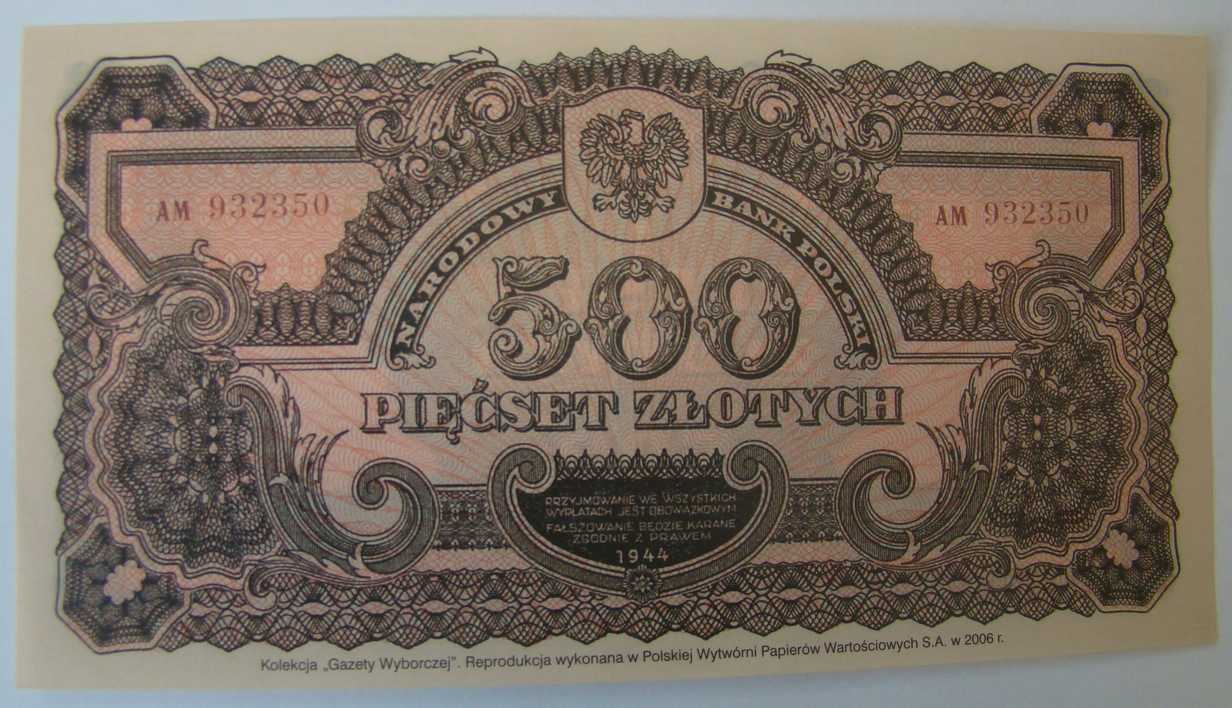 AM 932350
AM 932350
NARODOWY BANK POLSKI
500
PIĘĆSET ZŁOTYCH
PRZYJMOWANIE WE WSZYSTKICH
WYPŁATACH JEST OBOWIĄZKOWYM
FAŁSZOWANIE BĘDZIE KARANE
ZGODNIE Z PRAWEM
1944
Kolekcja „Gazety Wyborczej”. Reprodukcja wykonana w Polskiej Wytwórni Papierów Wartościowych S.A. w 2006 r.